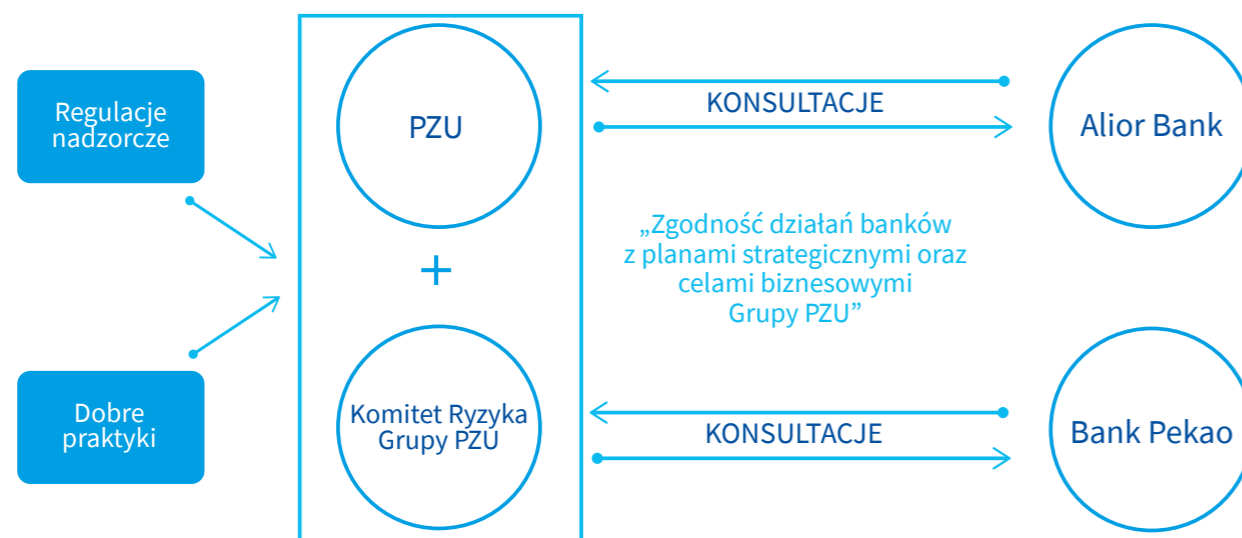 Regulacje
nadzorcze
Dobre
praktyki
PZU
+
Komitet Ryzyka
Grupy PZU
KONSULTACJE
„Zgodność działań banków
z planami strategicznymi oraz
celami biznesowymi
Grupy PZU”
KONSULTACJE
Alior Bank
Bank Pekao